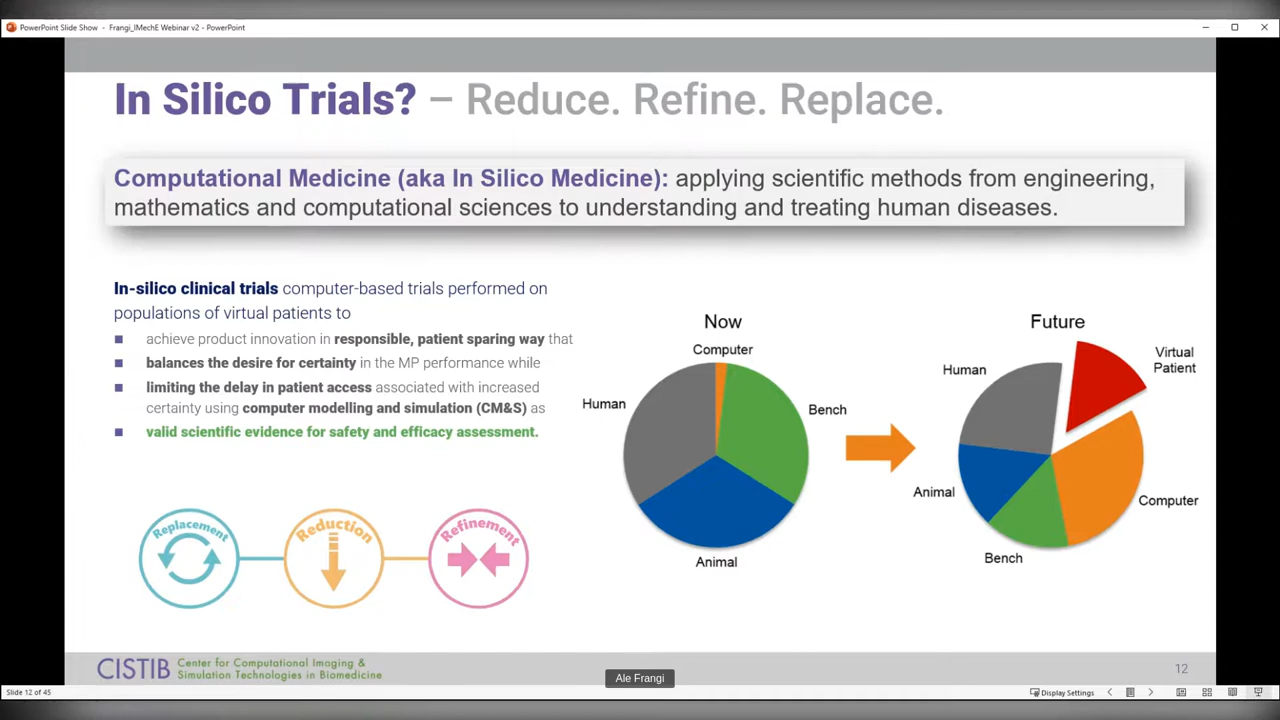 PowerPoint Slide Show - Frangi_IMechE Webinar v2 - PowerPoint
In Silico Trials? – Reduce. Refine. Replace.
Computational Medicine (aka In Silico Medicine): applying scientific methods from engineering,
mathematics and computational sciences to understanding and treating human diseases.
In-silico clinical trials computer-based trials performed on
populations of virtual patients to
achieve product innovation in responsible, patient sparing way that
balances the desire for certainty in the MP performance while
limiting the delay in patient access associated with increased
certainty using computer modelling and simulation (CM&S) as
valid scientific evidence for safety and efficacy assessment.
Replacement
Reduction
Refinement
Now
Computer
Human
Bench
Animal
Future
Human
Virtual
Patient
Animal
Computer
Bench
CISTIB Center for Computational Imaging &
Simulation Technologies in Biomedicine
12
Ale Frangi
Slide 12 of 45
Display Settings